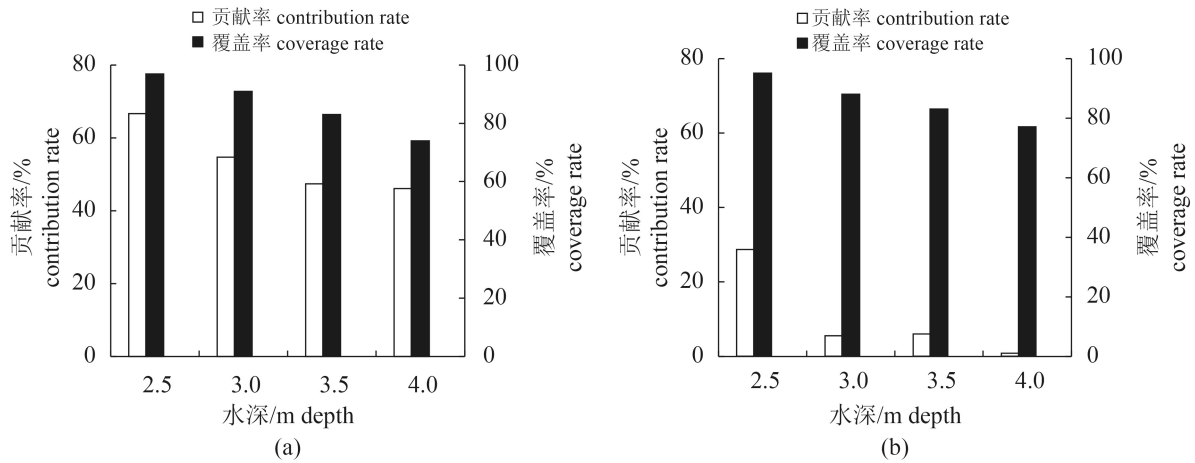 贡献率 contribution rate
覆盖率 coverage rate
80
60
40
20
0
100
80
60
40
20
0
贡献率/%
contribution rate
覆盖率/%
coverage rate
2.5 3.0 3.5 4.0
水深/m depth
(a)
贡献率 contribution rate
覆盖率 coverage rate
80
60
40
20
0
100
80
60
40
20
0
贡献率/%
contribution rate
覆盖率/%
coverage rate
2.5 3.0 3.5 4.0
水深/m depth
(b)